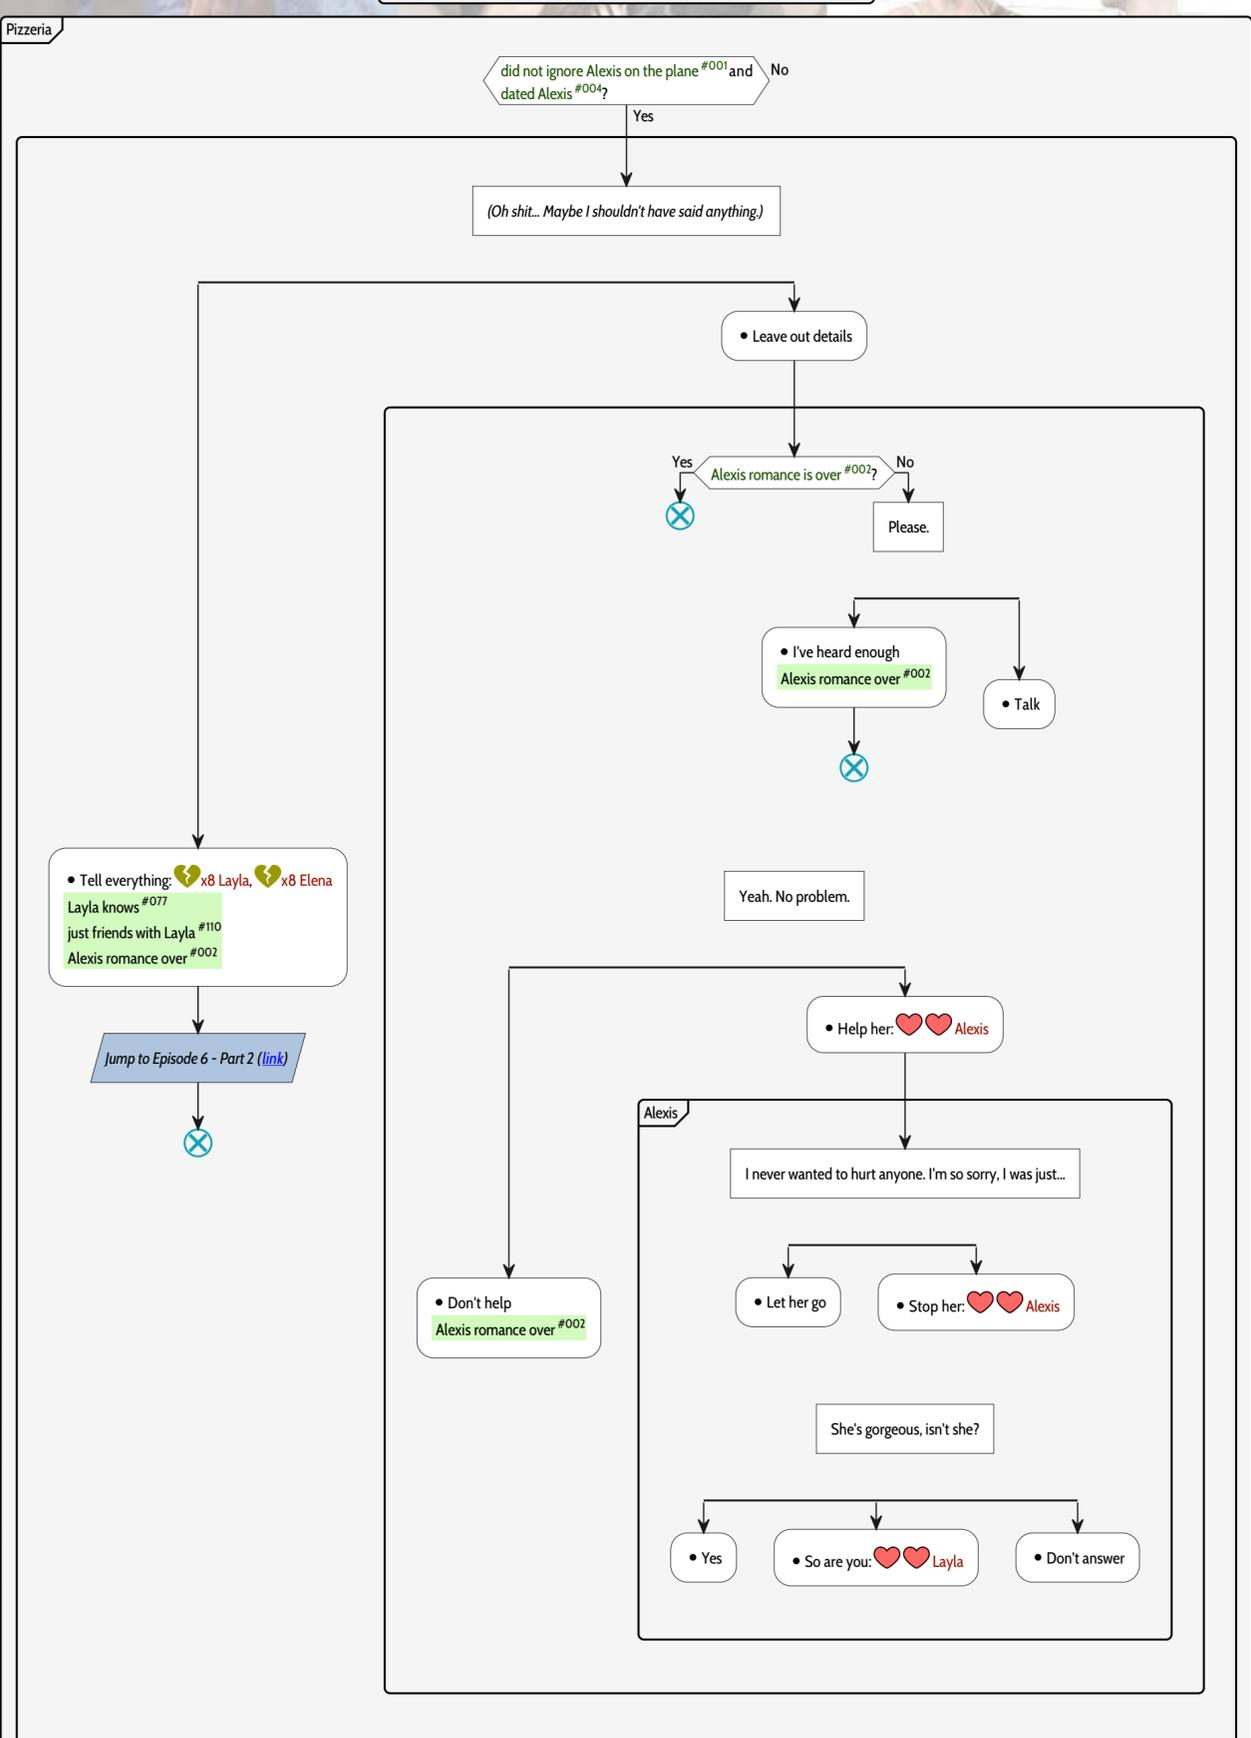 Pizzeria
did not ignore Alexis on the plane #001 and
dated Alexis #004?
No
Yes
(Oh shit... Maybe I shouldn't have said anything.)
• Leave out details
Yes
Alexis romance is over #002?
No
Please.
• I've heard enough
Alexis romance over #002
• Talk
• Tell everything: x8 Layla, x8 Elena
Layla knows #077
just friends with Layla #110
Alexis romance over #002
Yeah. No problem.
• Help her: Alexis
Jump to Episode 6 - Part 2 (link)
Alexis
I never wanted to hurt anyone. I'm so sorry, I was just...
• Don't help
Alexis romance over #002
• Let her go
• Stop her: Alexis
She's gorgeous, isn't she?
• Yes
• So are you: Layla
• Don't answer